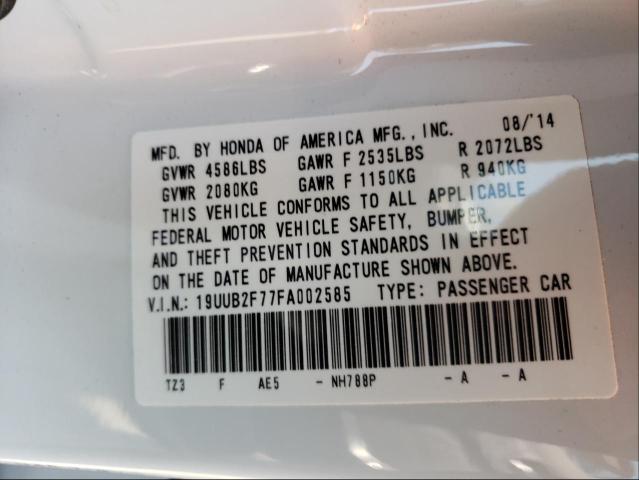 MFD. BY HONDA OF AMERICA MFG., INC. 08/'14
GVWR 4586LBS GAWR F 2535LBS R 2072LBS
GVWR 2080KG GAWR F 1150KG R 940KG
THIS VEHICLE CONFORMS TO ALL APPLICABLE
FEDERAL MOTOR VEHICLE SAFETY, BUMPER,
AND THEFT PREVENTION STANDARDS IN EFFECT
ON THE DATE OF MANUFACTURE SHOWN ABOVE.
V.I.N.: 19UUB2F77FA002585 TYPE: PASSENGER CAR
TZ3 F AE5 - NH788P - A - A